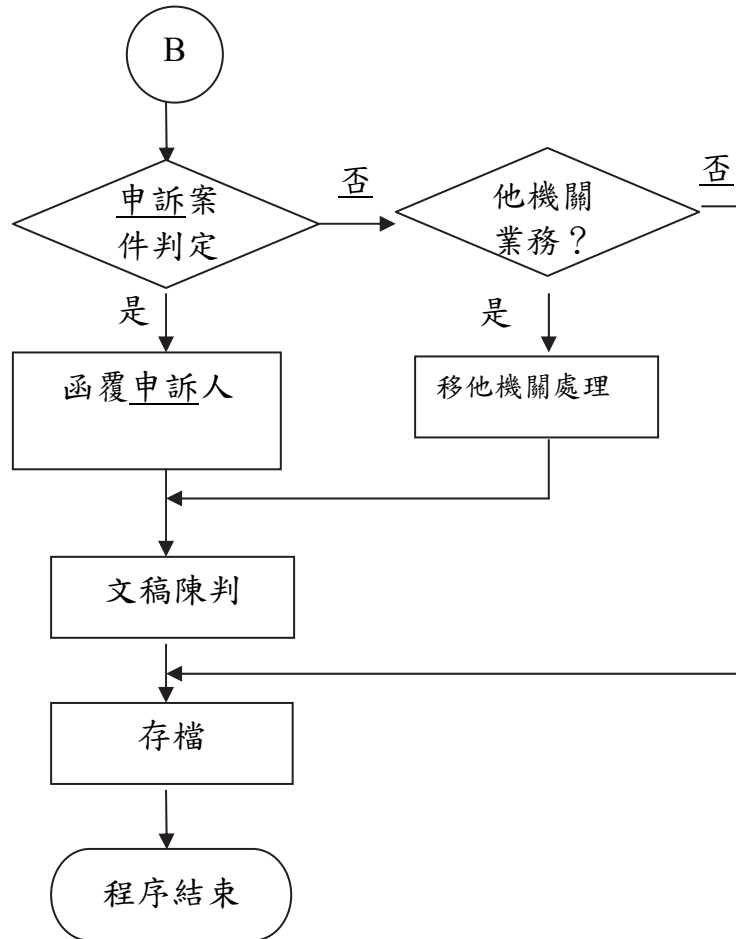 B
申訴案
件判定
否
他機關
業務？
否
是
是
函覆申訴人
移他機關處理
文稿陳判
存檔
程序結束